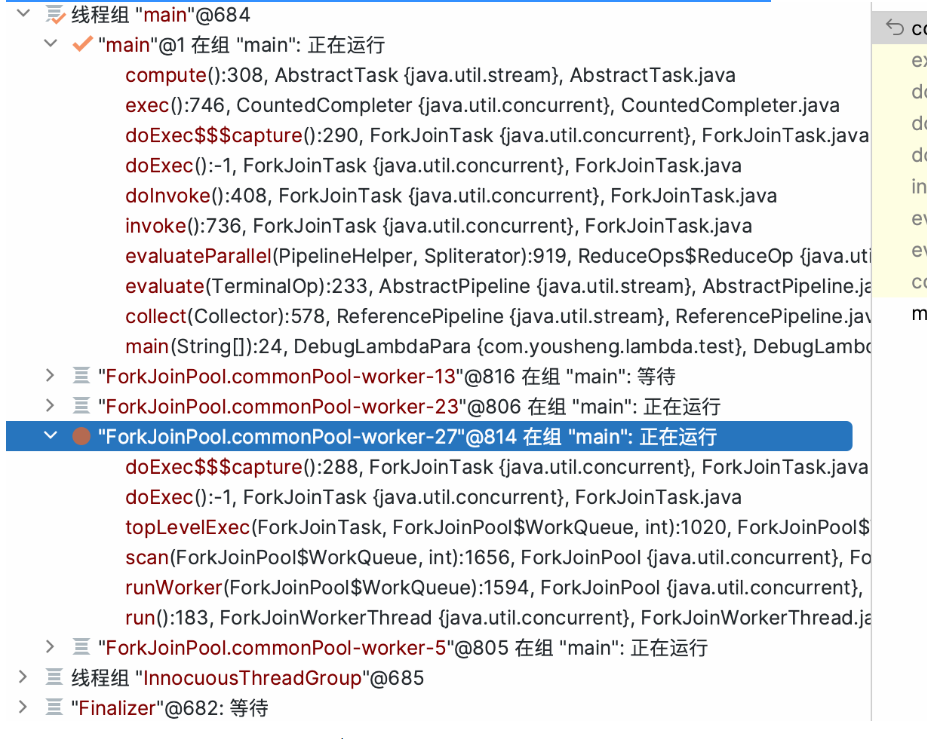 线程组 "main"@684
"main"@1 在组 "main": 正在运行
compute():308, AbstractTask {java.util.stream}, AbstractTask.java
exec():746, CountedCompleter {java.util.concurrent}, CountedCompleter.java
doExec$$$capture():290, ForkJoinTask {java.util.concurrent}, ForkJoinTask.java
doExec():-1, ForkJoinTask {java.util.concurrent}, ForkJoinTask.java
doInvoke():408, ForkJoinTask {java.util.concurrent}, ForkJoinTask.java
invoke():736, ForkJoinTask {java.util.concurrent}, ForkJoinTask.java
evaluateParallel(PipelineHelper, Spliterator):919, ReduceOps$ReduceOp {java.uti
evaluate(TerminalOp):233, AbstractPipeline {java.util.stream}, AbstractPipeline.ja
collect(Collector):578, ReferencePipeline {java.util.stream}, ReferencePipeline.jav
main(String[]):24, DebugLambdaPara {com.yousheng.lambda.test}, DebugLambd
"ForkJoinPool.commonPool-worker-13"@816 在组 "main": 等待
"ForkJoinPool.commonPool-worker-23"@806 在组 "main": 正在运行
"ForkJoinPool.commonPool-worker-27"@814 在组 "main": 正在运行
doExec$$$capture():288, ForkJoinTask {java.util.concurrent}, ForkJoinTask.java
doExec():-1, ForkJoinTask {java.util.concurrent}, ForkJoinTask.java
topLevelExec(ForkJoinTask, ForkJoinPool$WorkQueue, int):1020, ForkJoinPool$
scan(ForkJoinPool$WorkQueue, int):1656, ForkJoinPool {java.util.concurrent}, Fo
runWorker(ForkJoinPool$WorkQueue):1594, ForkJoinPool {java.util.concurrent},
run():183, ForkJoinWorkerThread {java.util.concurrent}, ForkJoinWorkerThread.ja
"ForkJoinPool.commonPool-worker-5"@805 在组 "main": 正在运行
线程组 "InnocuousThreadGroup"@685
"Finalizer"@682: 等待